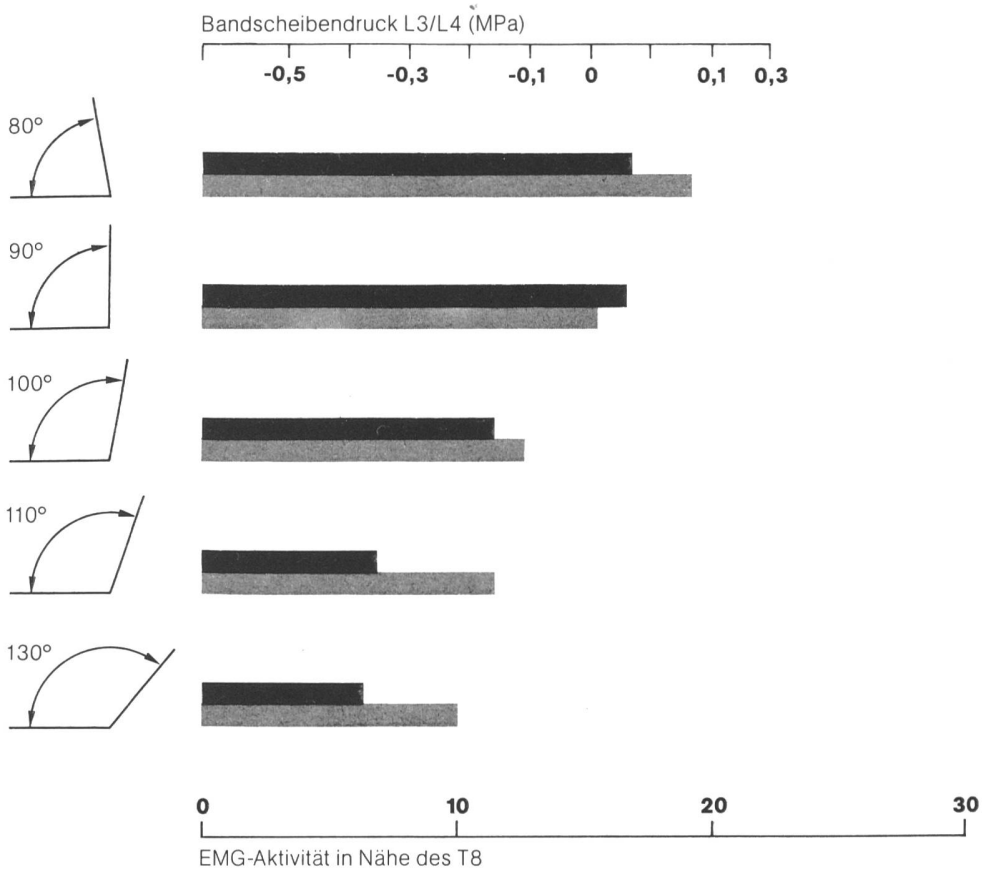 Bandscheibendruck L3/L4 (MPa)
-0,5 -0,3 -0,1 0 0,1 0,3
80°
90°
100°
110°
130°
0 10 20 30
EMG-Aktivität in Nähe des T8